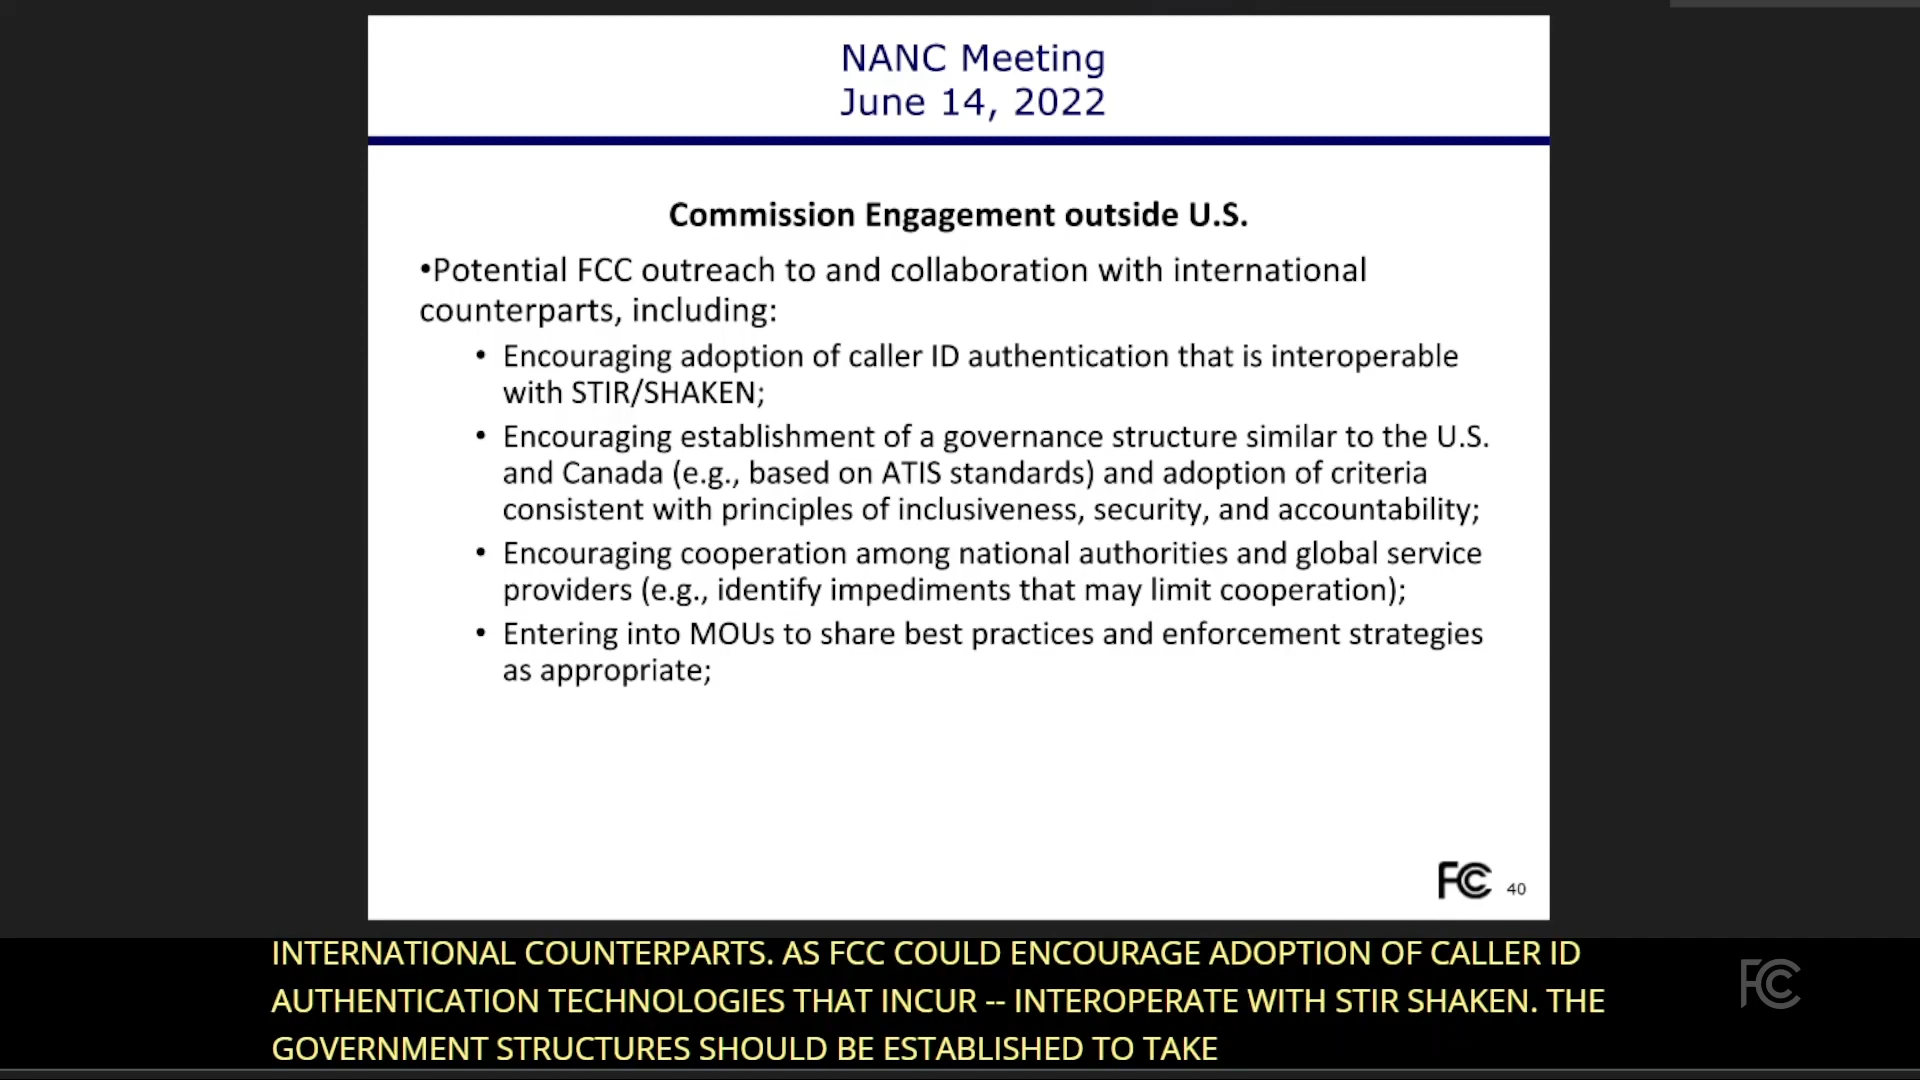 NANC Meeting
June 14, 2022
Commission Engagement outside U.S.
•Potential FCC outreach to and collaboration with international
counterparts, including:
• Encouraging adoption of caller ID authentication that is interoperable
with STIR/SHAKEN;
• Encouraging establishment of a governance structure similar to the U.S.
and Canada (e.g., based on ATIS standards) and adoption of criteria
consistent with principles of inclusiveness, security, and accountability;
• Encouraging cooperation among national authorities and global service
providers (e.g., identify impediments that may limit cooperation);
• Entering into MOUs to share best practices and enforcement strategies
as appropriate;
FCC 40
INTERNATIONAL COUNTERPARTS. AS FCC COULD ENCOURAGE ADOPTION OF CALLER ID
AUTHENTICATION TECHNOLOGIES THAT INCUR -- INTEROPERATE WITH STIR SHAKEN. THE
GOVERNMENT STRUCTURES SHOULD BE ESTABLISHED TO TAKE
FCC